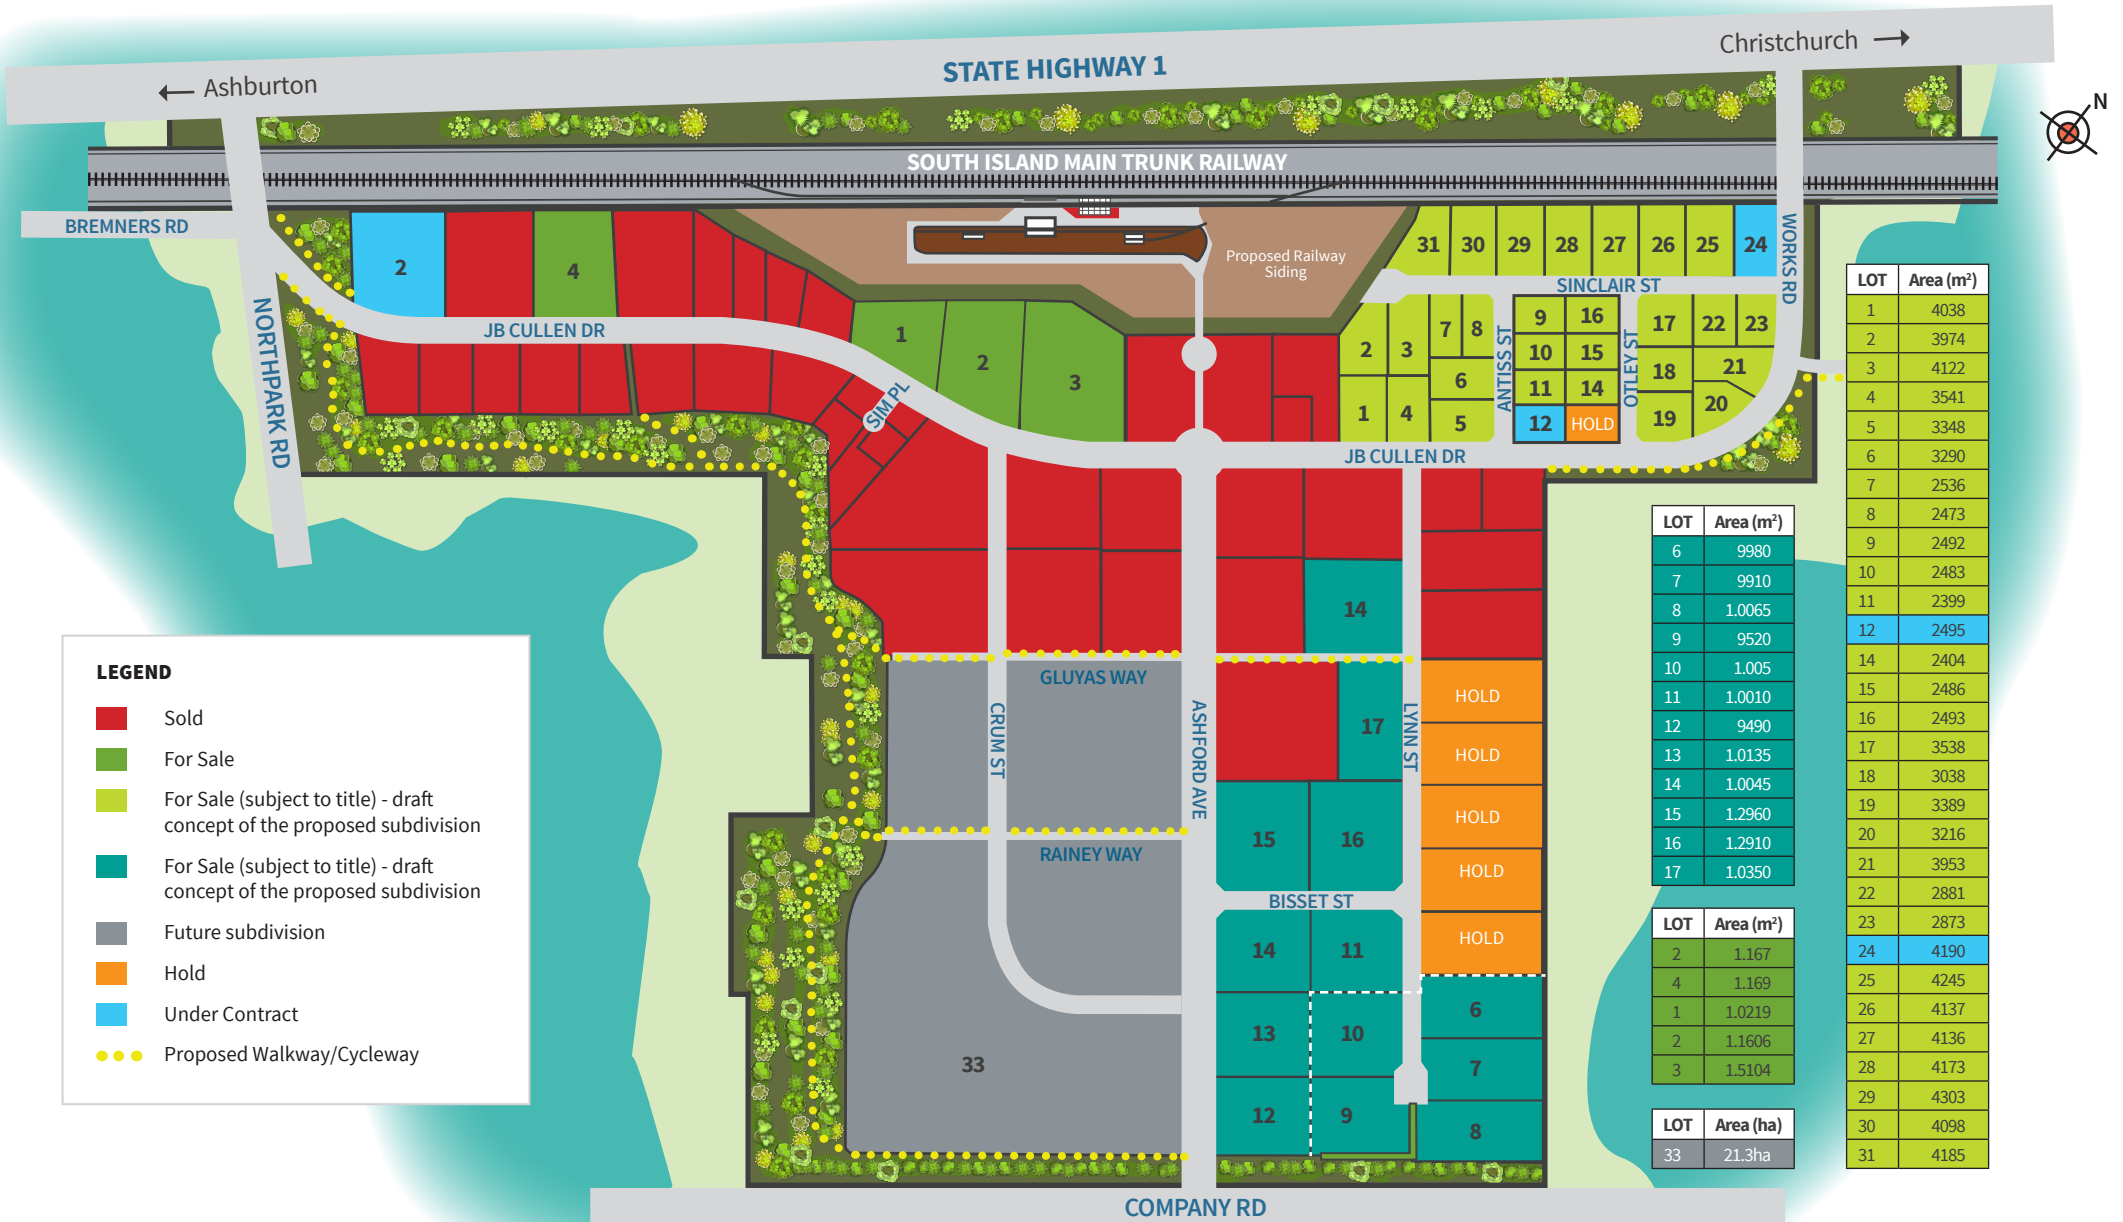 Christchurch
STATE HIGHWAY 1
Ashburton
N
SOUTH ISLAND MAIN TRUNK RAILWAY
BREMNERS RD
NORTHPARK RD
JB CULLEN DR
SIM PL
Proposed Railway
Siding
2
4
1
2
3
31
30
29
28
27
26
25
24
WORKS RD
SINCLAIR ST
2
3
7
8
6
1
4
5
ANTISS ST
9
16
10
15
11
14
12
HOLD
OTLEY ST
17
22
23
18
21
19
20
JB CULLEN DR
14
GLUYAS WAY
CRUM ST
ASHFORD AVE
LYNN ST
17
HOLD
HOLD
HOLD
HOLD
HOLD
RAINEY WAY
15
16
BISSET ST
14
11
13
10
12
9
6
7
8
33
COMPANY RD
LEGEND
Sold
For Sale
For Sale (subject to title) - draft
concept of the proposed subdivision
For Sale (subject to title) - draft
concept of the proposed subdivision
Future subdivision
Hold
Under Contract
Proposed Walkway/Cycleway
LOT Area (m²)
6 9980
7 9910
8 1.0065
9 9520
10 1.005
11 1.0010
12 9490
13 1.0135
14 1.0045
15 1.2960
16 1.2910
17 1.0350
LOT Area (m²)
2 1.167
4 1.169
1 1.0219
2 1.1606
3 1.5104
LOT Area (ha)
33 21.3ha
LOT Area (m²)
1 4038
2 3974
3 4122
4 3541
5 3348
6 3290
7 2536
8 2473
9 2492
10 2483
11 2399
12 2495
14 2404
15 2486
16 2493
17 3538
18 3038
19 3389
20 3216
21 3953
22 2881
23 2873
24 4190
25 4245
26 4137
27 4136
28 4173
29 4303
30 4098
31 4185